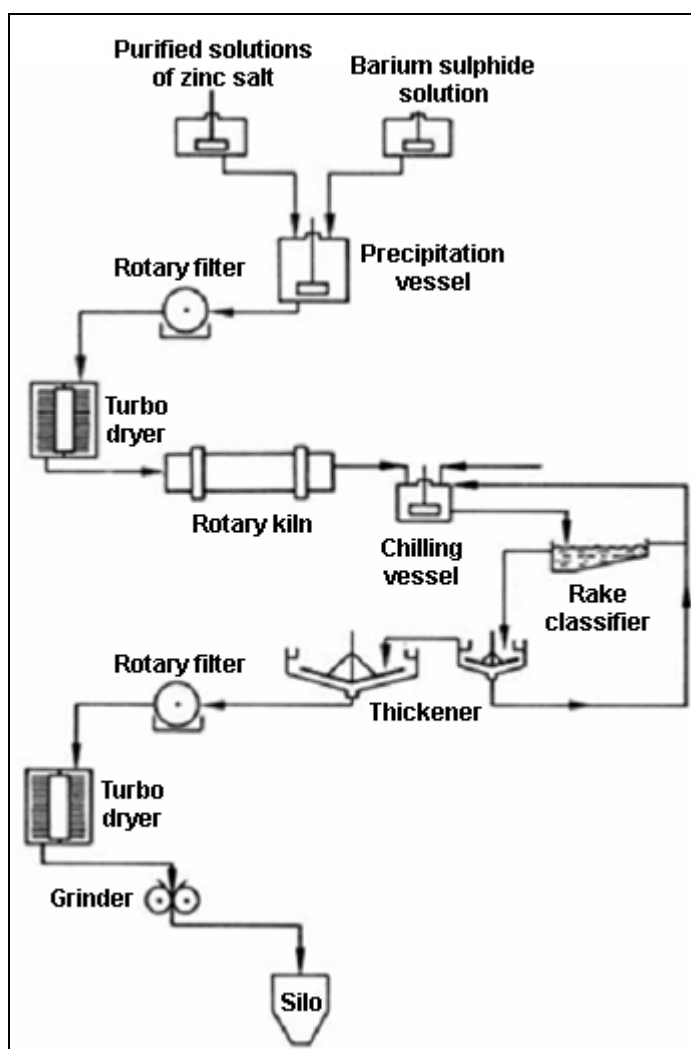 Purified solutions
of zinc salt
Barium sulphide
solution
Precipitation
vessel
Rotary filter
Turbo
dryer
Rotary kiln
Chilling
vessel
Rake
classifier
Rotary filter
Thickener
Turbo
dryer
Grinder
Silo